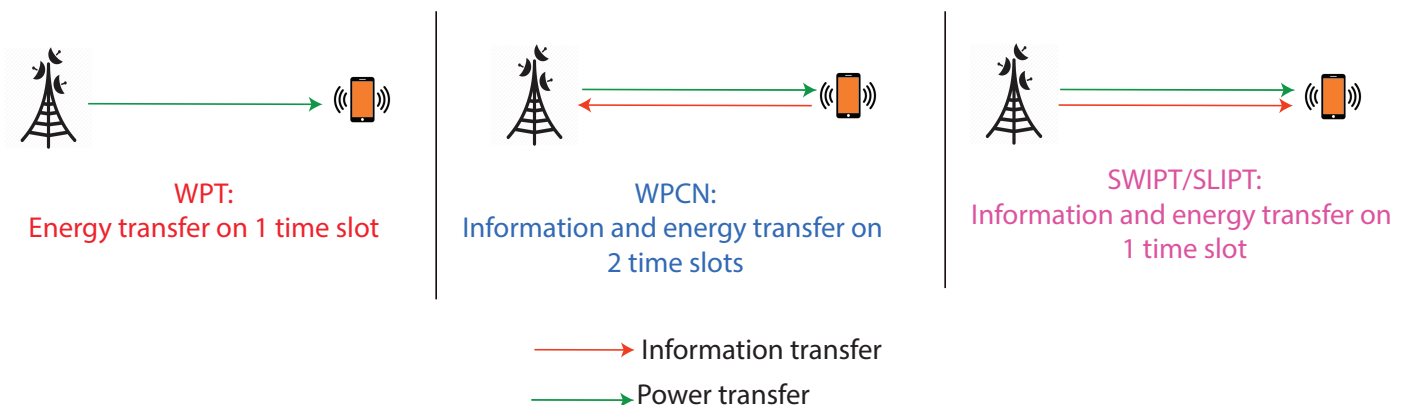 WPT:
Energy transfer on 1 time slot
WPCN:
Information and energy transfer on
2 time slots
SWIPT/SLIPT:
Information and energy transfer on
1 time slot
Information transfer
Power transfer